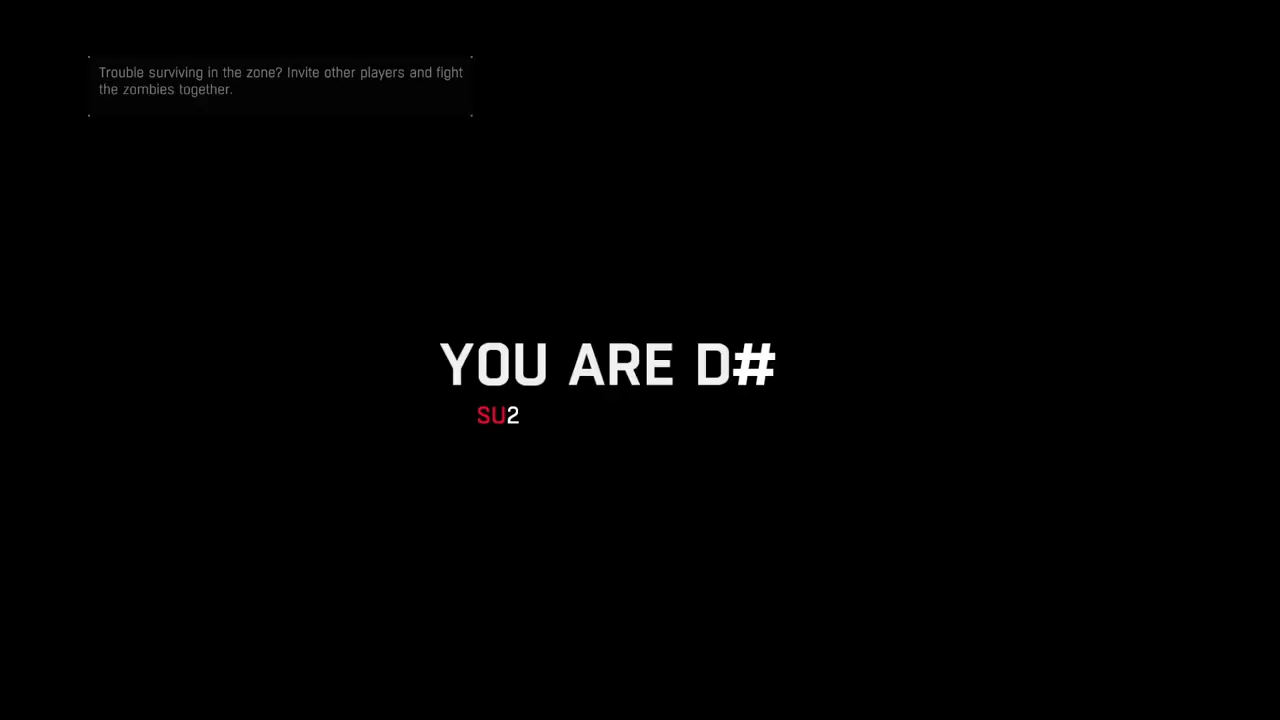 Trouble surviving in the zone? Invite other players and fight
the zombies together.
YOU ARE D#
SU2